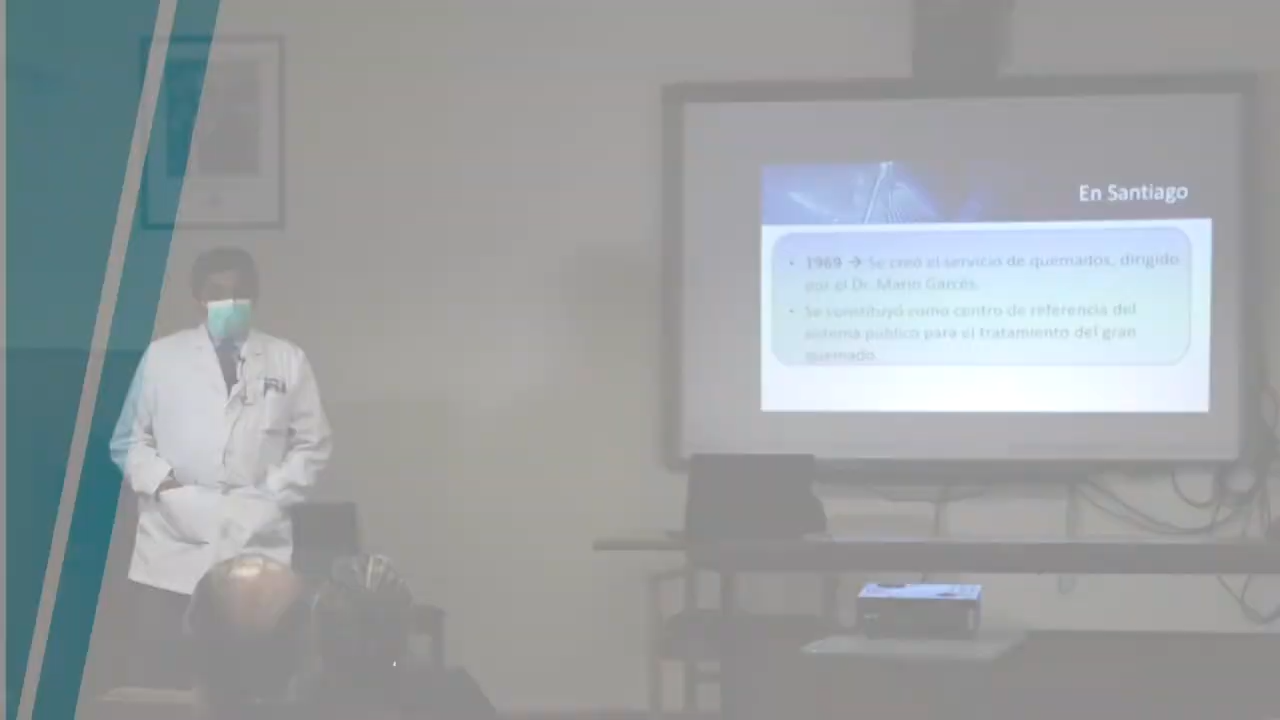 En Santiago
• 1969 → Se creó el servicio de quemados, dirigido
por el Dr. Marin Garcés.
• Se constituyó como centro de referencia del
sistema público para el tratamiento del gran
quemado.